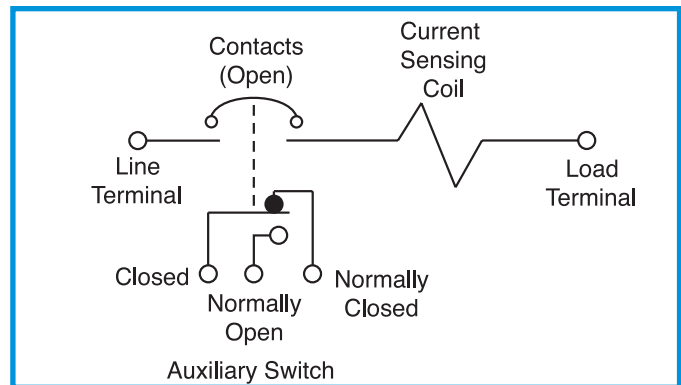 Contacts
(Open)
Current
Sensing
Coil
Line
Terminal
Load
Terminal
Closed
Normally
Open
Normally
Closed
Auxiliary Switch